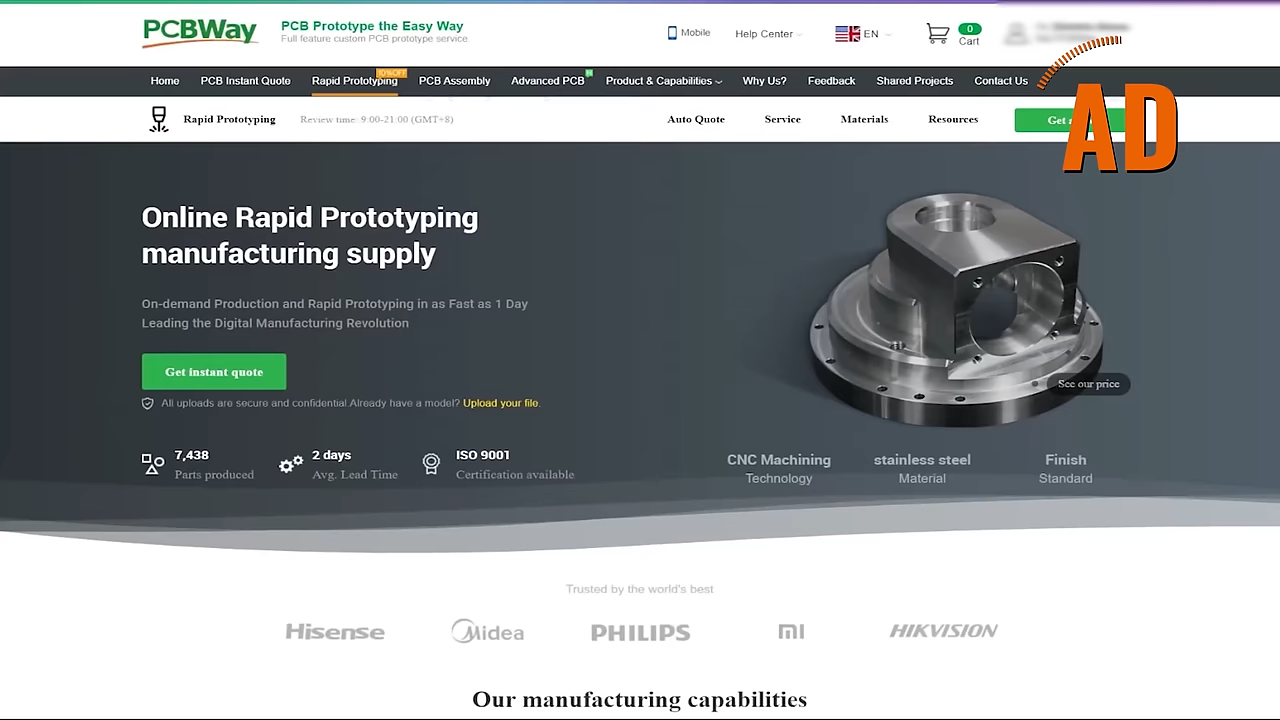 PCBWay
PCB Prototype the Easy Way
Full feature custom PCB prototype service
Mobile
Help Center
EN
0
Cart
Home
PCB Instant Quote
Rapid Prototyping
PCB Assembly
Advanced PCB
Product & Capabilities
Why Us?
Feedback
Shared Projects
Contact Us
AD
Rapid Prototyping
Review time 9:00-21:00 (GMT+8)
Auto Quote
Service
Materials
Resources
Get
Online Rapid Prototyping
manufacturing supply
On-demand Production and Rapid Prototyping in as Fast as 1 Day
Leading the Digital Manufacturing Revolution
Get instant quote
All uploads are secure and confidential.Already have a model? Upload your file.
See our price
7,438
Parts produced
2 days
Avg. Lead Time
ISO 9001
Certification available
CNC Machining
Technology
stainless steel
Material
Finish
Standard
Trusted by the world's best
Hisense
Midea
PHILIPS
MI
HIKVISION
Our manufacturing capabilities